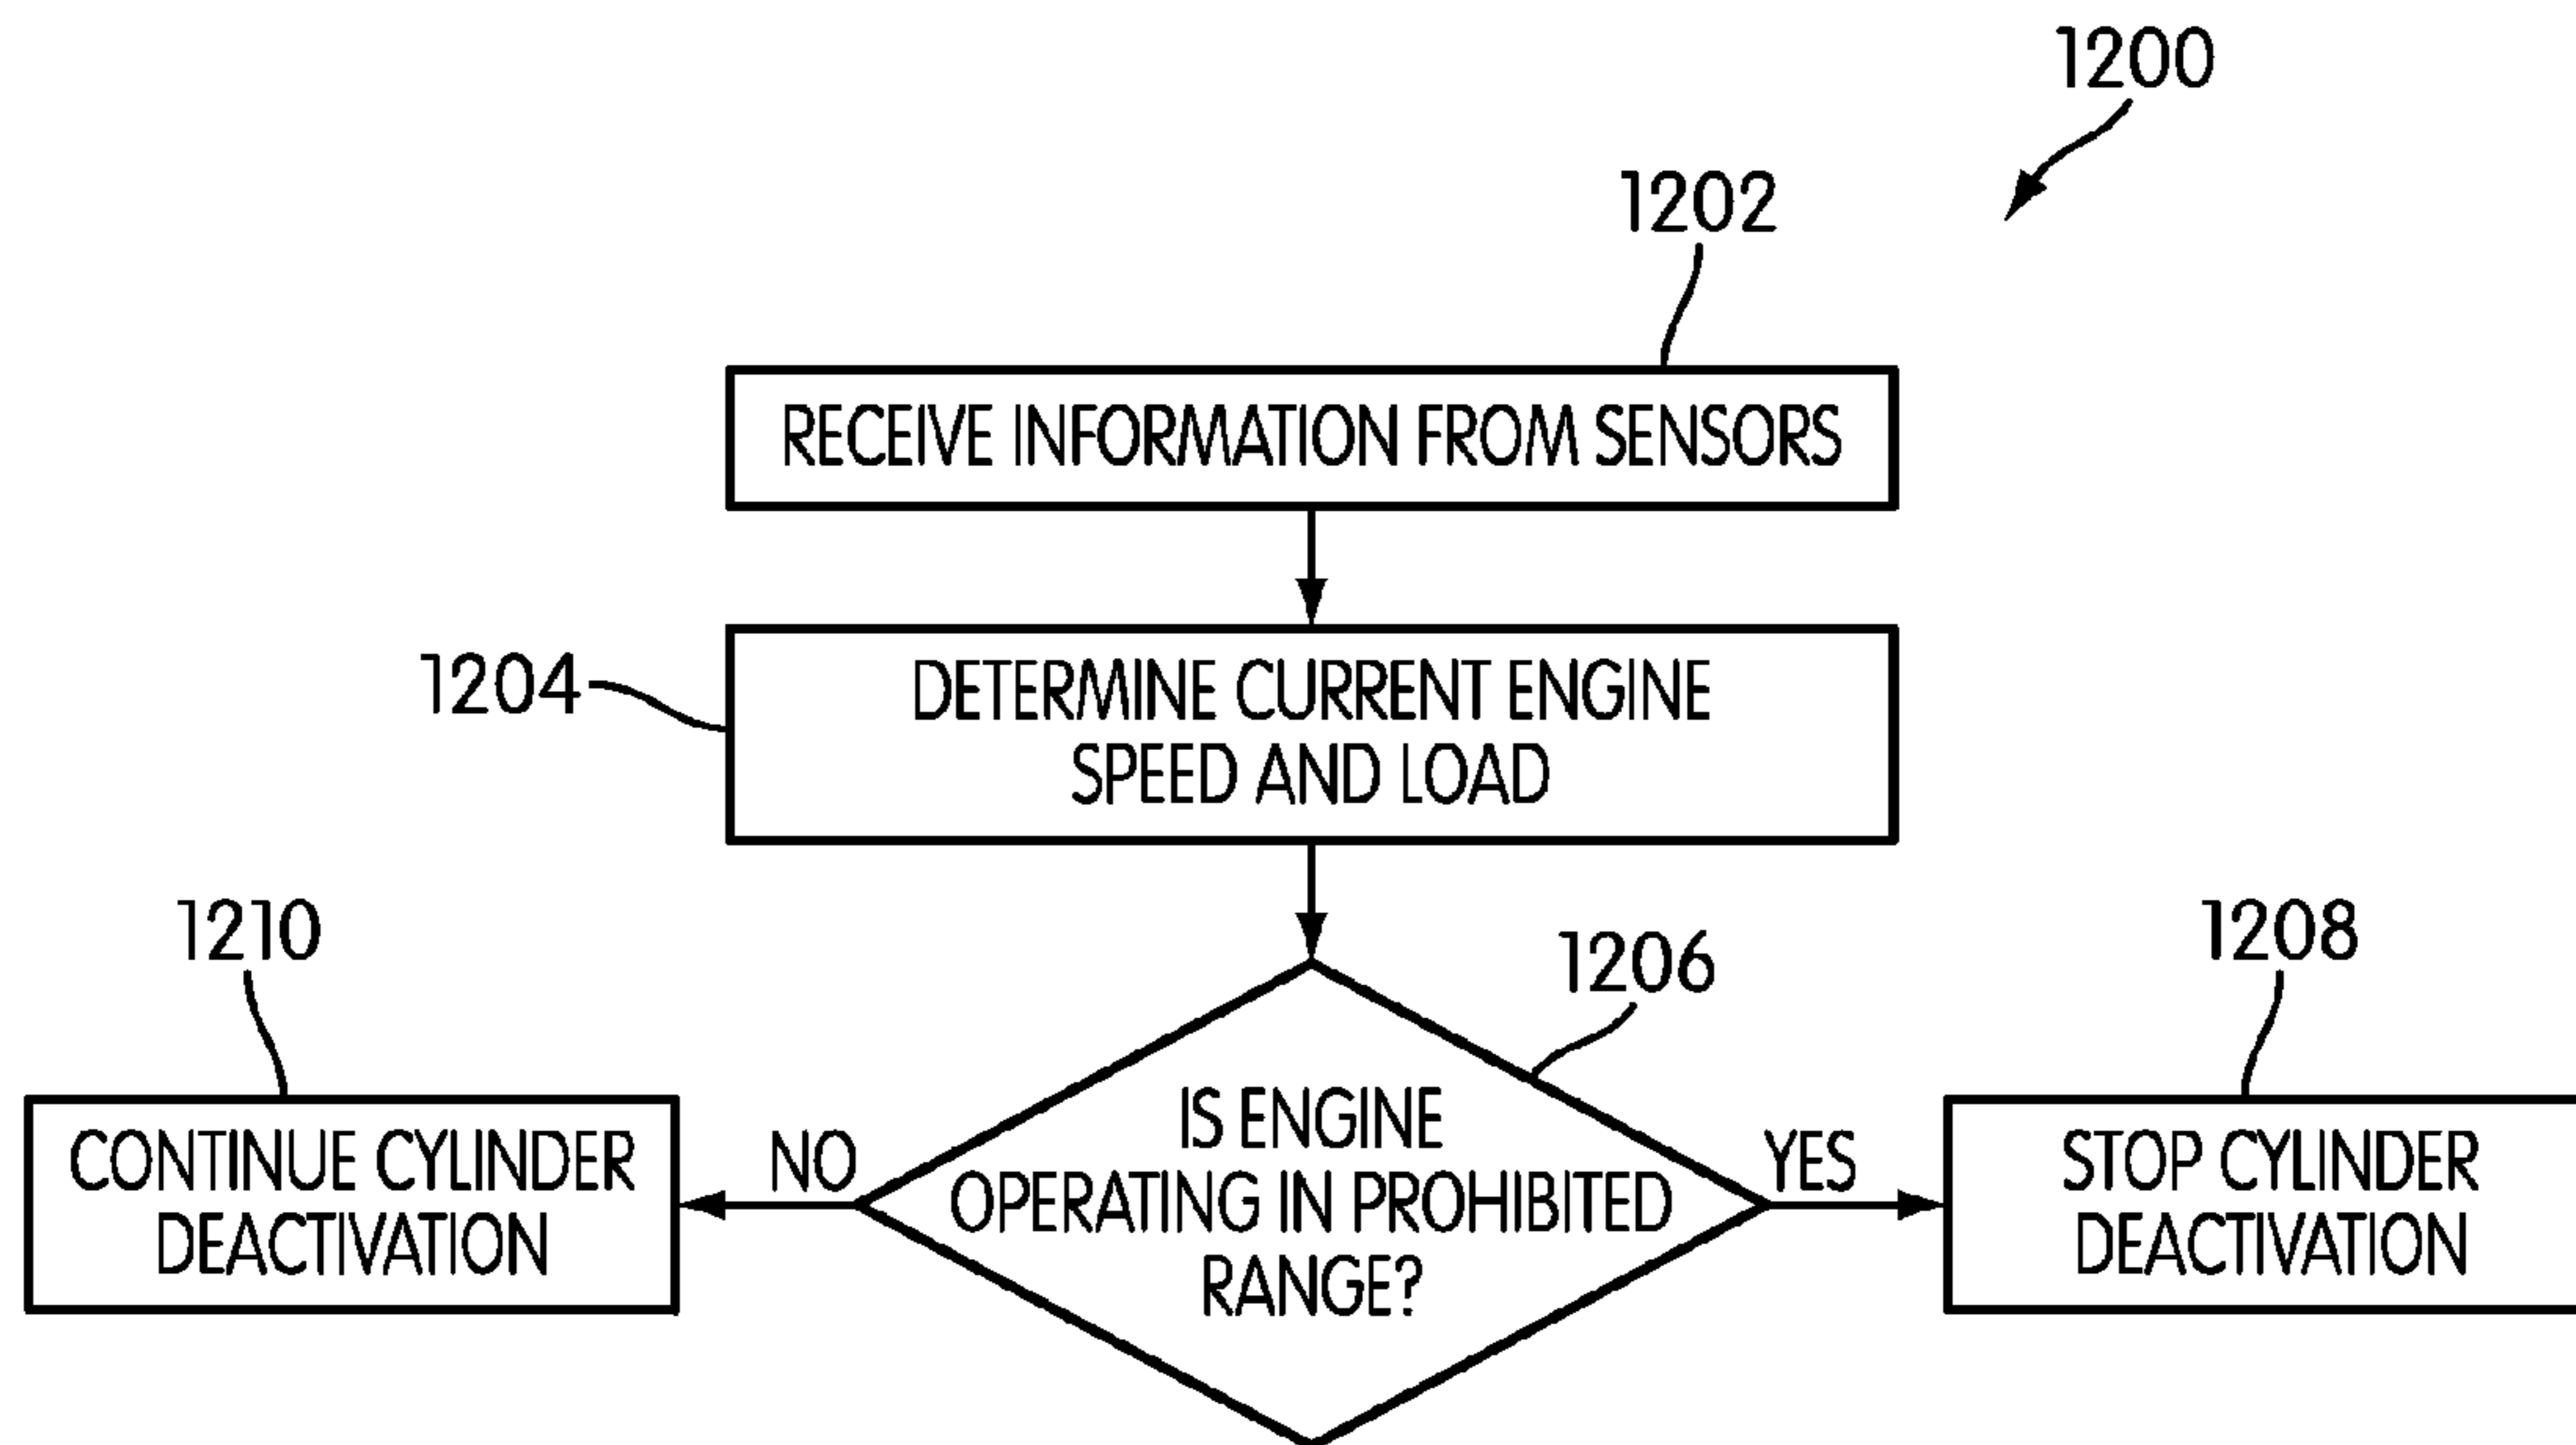 1200
1202
RECEIVE INFORMATION FROM SENSORS
1204
DETERMINE CURRENT ENGINE
SPEED AND LOAD
1210
1206
1208
IS ENGINE
OPERATING IN PROHIBITED
RANGE?
NO
YES
CONTINUE CYLINDER
DEACTIVATION
STOP CYLINDER
DEACTIVATION